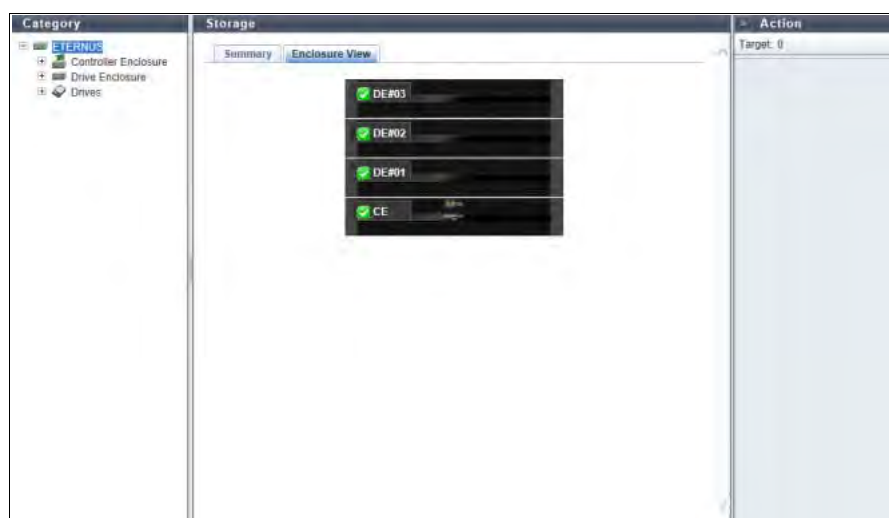 Category
Storage
Action
ETERNUS
Controller Enclosure
Drive Enclosure
Drives
Summary
Enclosure View
DE#03
DE#02
DE#01
CE
Target: 0